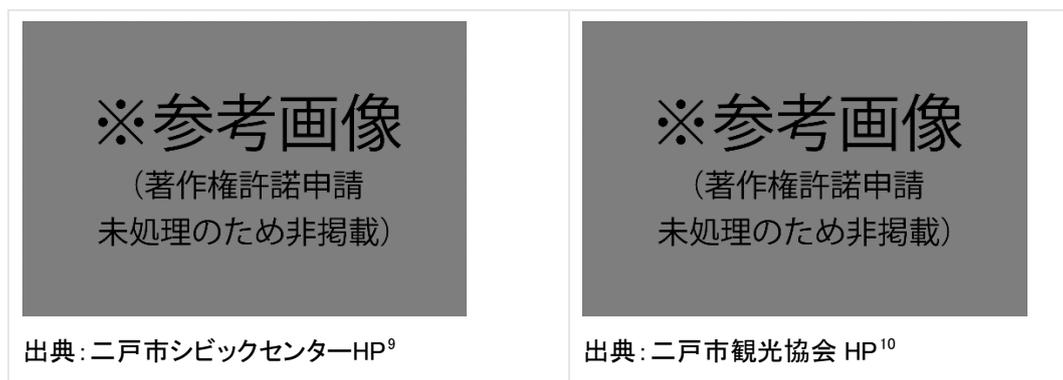 ※参考画像
（著作権許諾申請
未処理のため非掲載）
出典：二戸市シビックセンターHP⁹
※参考画像
（著作権許諾申請
未処理のため非掲載）
出典：二戸市観光協会 HP¹⁰